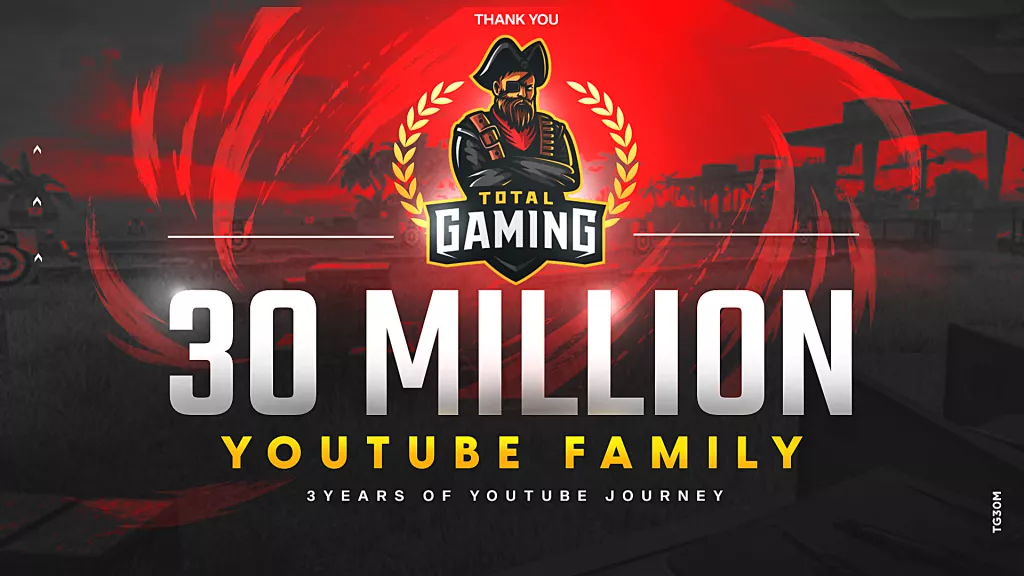 THANK YOU
TOTAL
GAMING
30 MILLION
YOUTUBE FAMILY
3YEARS OF YOUTUBE JOURNEY
TG30M